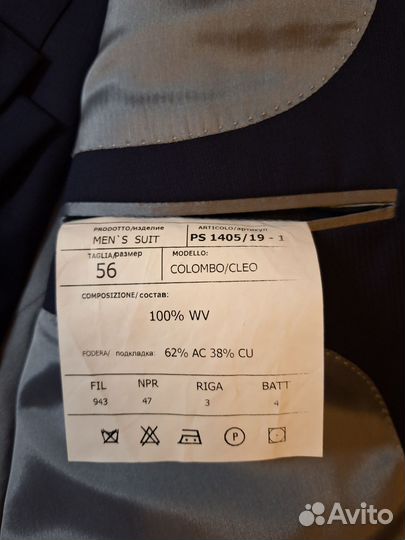 PRODOTTO/изделие ARTICOLO/артикул
MEN`S SUIT PS 1405/19 - 1
TAGLIA/размер MODELLO:
56 COLOMBO/CLEO
COMPOSIZIONE/ состав:
100% WV
FODERA/ подкладка: 62% AC 38% CU
FIL NPR RIGA BATT
943 47 3 4
P
Avito